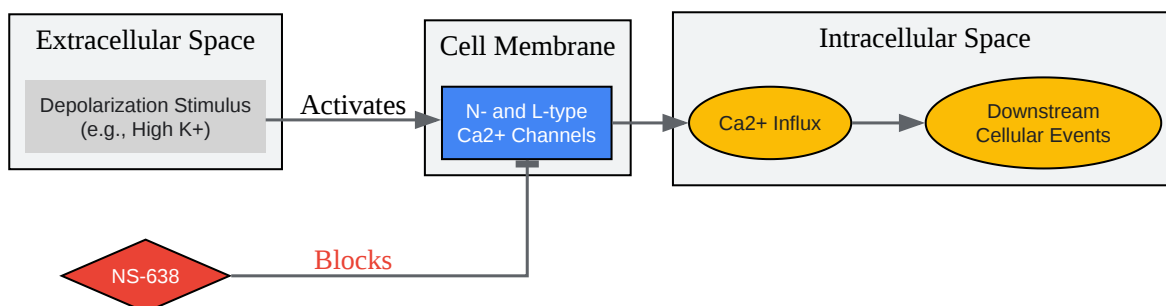 Extracellular Space
Depolarization Stimulus
(e.g., High K+)
Activates
Cell Membrane
N- and L-type
Ca2+ Channels
Intracellular Space
Ca2+ Influx
Downstream
Cellular Events
NS-638
Blocks